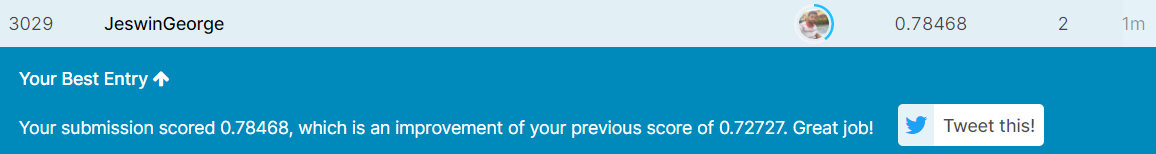 3029 JeswinGeorge 0.78468 2 1m
Your Best Entry
Your submission scored 0.78468, which is an improvement of your previous score of 0.72727. Great job! Tweet this!